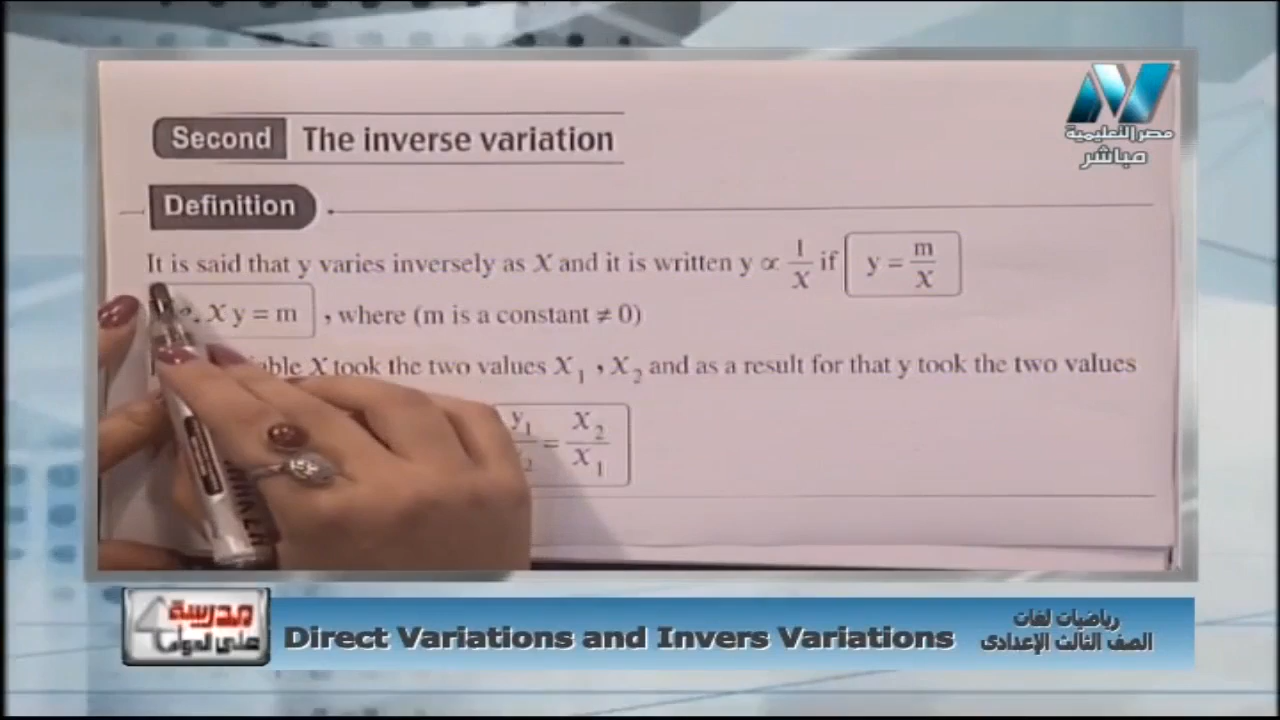 مصر التعليمية
مباشر
Second The inverse variation
Definition
It is said that y varies inversely as X and it is written y ∝ 1/X if y = m/X
X y = m , where (m is a constant ≠ 0)
X took the two values X₁ , X₂ and as a result for that y took the two values
y₁/ ₂ = X₂/X₁
مدرسة على الهوا
Direct Variations and Invers Variations
رياضيات لغات
الصف الثالث الإعدادى